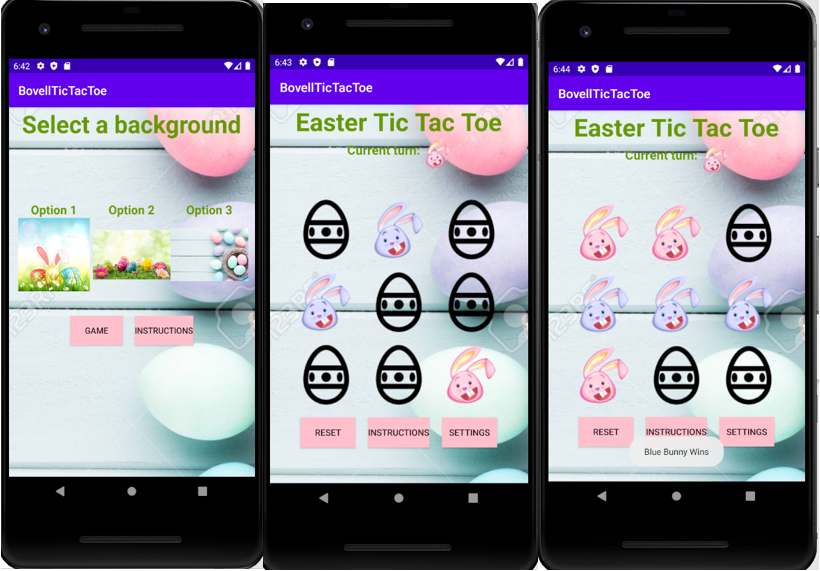 6:42
BovellTicTacToe
Select a background
Option 1 Option 2 Option 3
GAME INSTRUCTIONS
6:43
BovellTicTacToe
Easter Tic Tac Toe
Current turn:
RESET INSTRUCTIONS SETTINGS
6:44
BovellTicTacToe
Easter Tic Tac Toe
Current turn:
RESET INSTRUCTIONS SETTINGS
Blue Bunny Wins